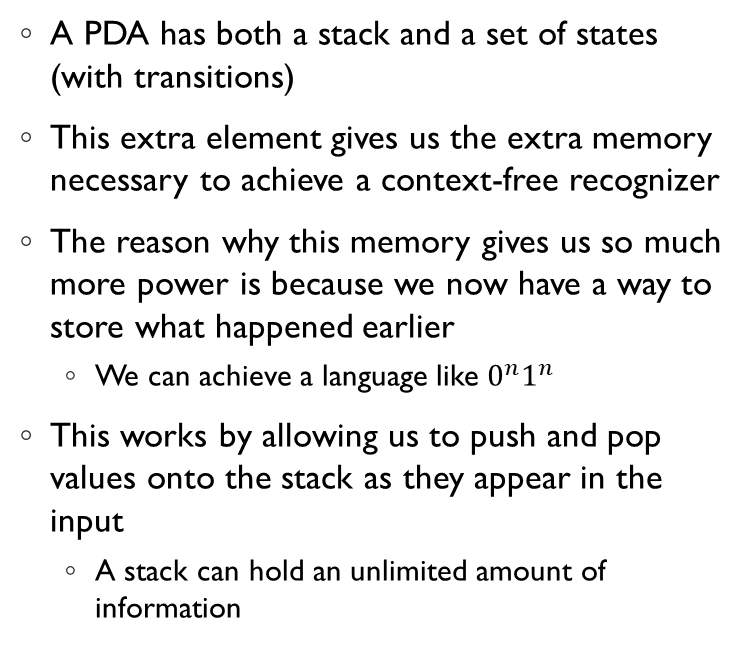 ◦ A PDA has both a stack and a set of states
(with transitions)
◦ This extra element gives us the extra memory
necessary to achieve a context-free recognizer
◦ The reason why this memory gives us so much
more power is because we now have a way to
store what happened earlier
◦ We can achieve a language like 0ⁿ1ⁿ
◦ This works by allowing us to push and pop
values onto the stack as they appear in the
input
◦ A stack can hold an unlimited amount of
information